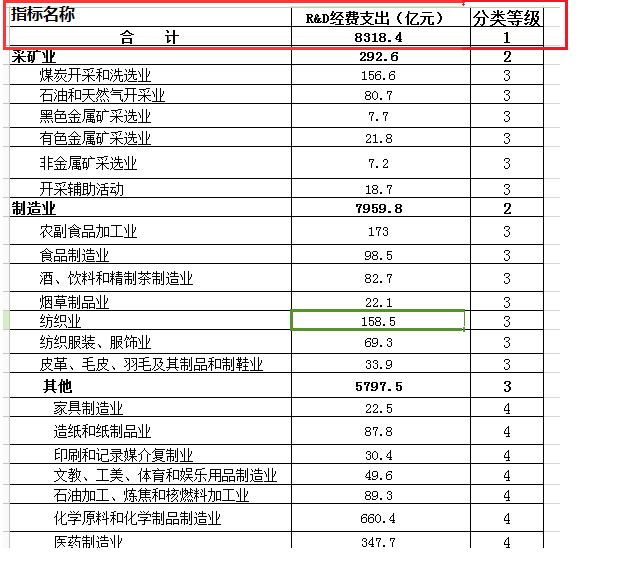 指标名称 R&D经费支出（亿元） 分类等级
合 计 8318.4 1
采矿业 292.6 2
煤炭开采和洗选业 156.6 3
石油和天然气开采业 80.7 3
黑色金属矿采选业 7.7 3
有色金属矿采选业 21.8 3
非金属矿采选业 7.2 3
开采辅助活动 18.7 3
制造业 7959.8 2
农副食品加工业 173 3
食品制造业 98.5 3
酒、饮料和精制茶制造业 82.7 3
烟草制品业 22.1 3
纺织业 158.5 3
纺织服装、服饰业 69.3 3
皮革、毛皮、羽毛及其制品和制鞋业 33.9 3
其他 5797.5 3
家具制造业 22.5 4
造纸和纸制品业 87.8 4
印刷和记录媒介复制业 30.4 4
文教、工美、体育和娱乐用品制造业 49.6 4
石油加工、炼焦和核燃料加工业 89.3 4
化学原料和化学制品制造业 660.4 4
医药制造业 347.7 4